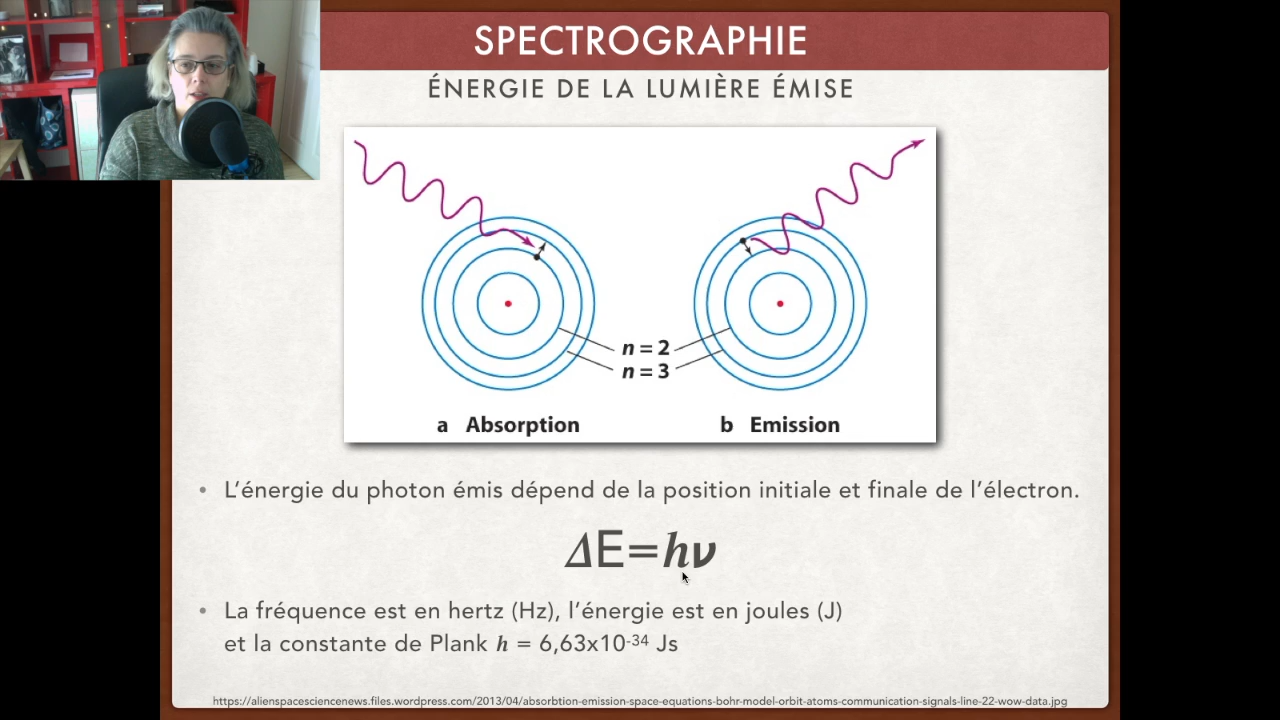 SPECTROGRAPHIE
ÉNERGIE DE LA LUMIÈRE ÉMISE
n = 2
n = 3
a Absorption
b Emission
• L’énergie du photon émis dépend de la position initiale et finale de l’électron.
ΔE=hν
• La fréquence est en hertz (Hz), l’énergie est en joules (J)
et la constante de Plank h = 6,63x10⁻³⁴ Js
https://alienspacesciencenews.files.wordpress.com/2013/04/absorbtion-emission-space-equations-bohr-model-orbit-atoms-communication-signals-line-22-wow-data.jpg